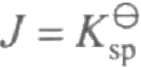 J = K_sp^⊖